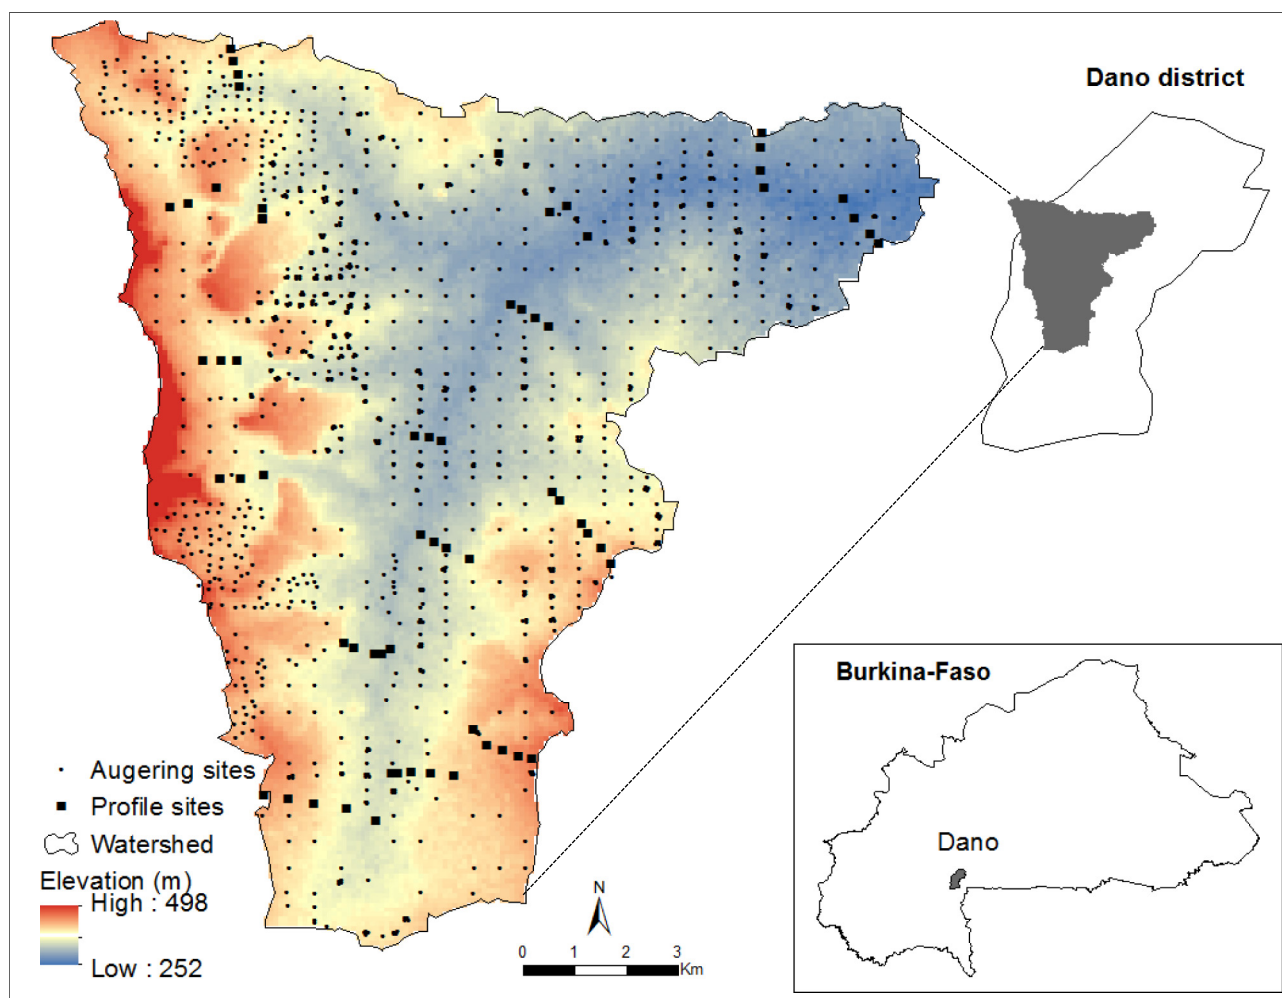 Dano district
Augering sites
Profile sites
Watershed
Elevation (m)
High : 498
Low : 252
N
0 1 2 3
Km
Burkina-Faso
Dano